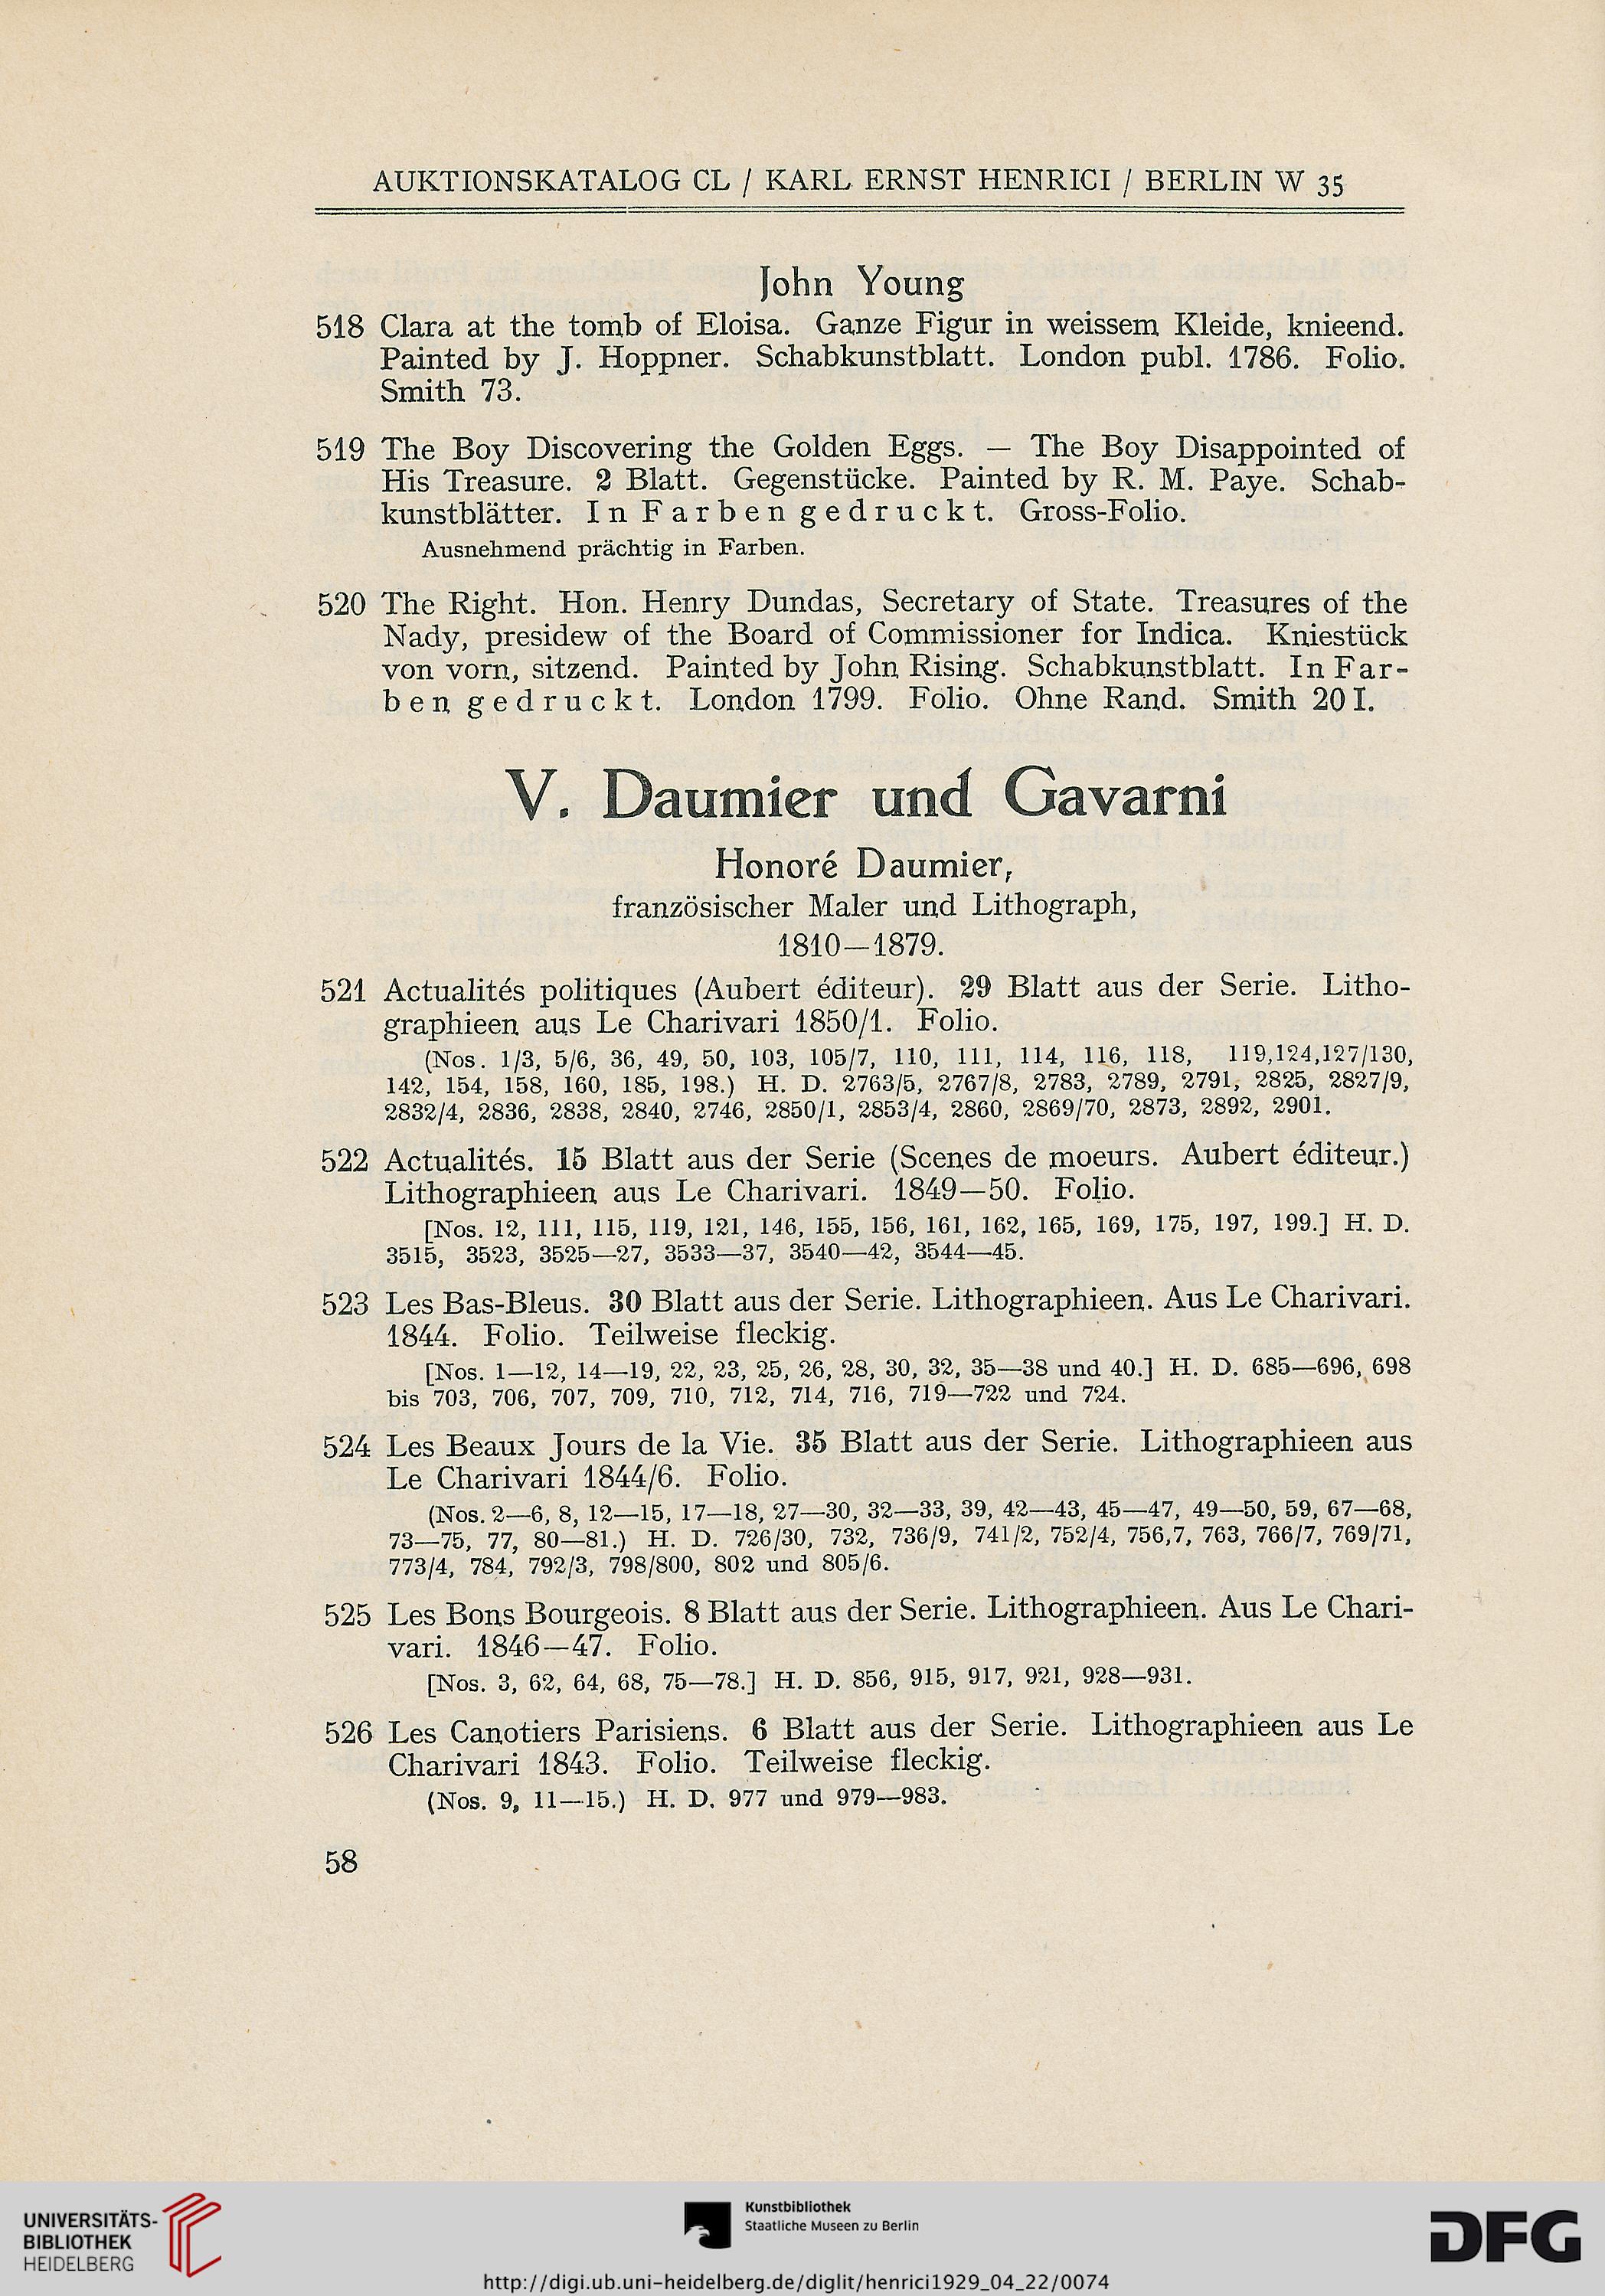 AUKTIONSKATALOG CL / KARL ERNST HENRICI / BERLIN W 35
John Young
518 Clara at the tomb of Eloisa. Ganze Figur in weissem Kleide, knieend.
Painted by J. Hoppner. Schabkunstblatt. London publ. 1786. Folio.
Smith 73.
519 The Boy Discovering the Golden Eggs. — The Boy Disappointed of
His Treasure. 2 Blatt. Gegenstücke. Painted by R. M. Paye. Schab-
kunstblätter. In Farben gedruckt. Gross-Folio.
Ausnehmend prächtig in Farben.
520 The Right. Hon. Henry Dundas, Secretary of State. Treasures of the
Nady, presidew of the Board of Commissioner for Indica. Kniestück
von vorn, sitzend. Painted by John Rising. Schabkunstblatt. In Far-
ben gedruckt. London 1799. Folio. Ohne Rand. Smith 20 I.
V. Daumier und Gavarni
Honoré Daumier,
französischer Maler und Lithograph,
1810—1879.
521 Actualités politiques (Aubert éditeur). 29 Blatt aus der Serie. Litho-
graphieen aus Le Charivari 1850/1. Folio.
(Nos. 1/3, 5/6, 36, 49, 50, 103, 105/7, 110, 111, 114, 116, 118, 119,124,127/130,
142, 154, 158, 160, 185, 198.) H. D. 2763/5, 2767/8, 2783, 2789, 2791, 2825, 2827/9,
2832/4, 2836, 2838, 2840, 2746, 2850/1, 2853/4, 2860, 2869/70, 2873, 2892, 2901.
522 Actualités. 15 Blatt aus der Serie (Scenes de moeurs. Aubert éditeur.)
Lithographieen aus Le Charivari. 1849—50. Folio.
[Nos. 12, 111, 115, 119, 121, 146, 155, 156, 161, 162, 165, 169, 175, 197, 199.] H. D.
3515, 3523, 3525—27, 3533—37, 3540—42, 3544—45.
523 Les Bas-Bleus. 30 Blatt aus der Serie. Lithographieen. Aus Le Charivari.
1844. Folio. Teilweise fleckig.
[Nos. 1—12, 14—19, 22, 23, 25, 26, 28, 30, 32, 35—38 und 40.] H. D. 685—696, 698
bis 703, 706, 707, 709, 710, 712, 714, 716, 719—722 und 724.
524 Les Beaux Jours de la Vie. 35 Blatt aus der Serie. Lithographieen aus
Le Charivari 1844/6. Folio.
(Nos. 2—6, 8, 12—15, 17—18, 27—30, 32—33, 39, 42—43, 45—47, 49—50, 59, 67—68,
73—75, 77, 80—81.) H. D. 726/30, 732, 736/9, 741/2, 752/4, 756,7, 763, 766/7, 769/71,
773/4, 784, 792/3, 798/800, 802 und 805/6.
525 Les Bons Bourgeois. 8 Blatt aus der Serie. Lithographieen. Aus Le Chari-
vari. 1846—47. Folio.
[Nos. 3, 62, 64, 68, 75—78.] H. D. 856, 915, 917, 921, 928—931.
526 Les Canotiers Parisiens. 6 Blatt aus der Serie. Lithographieen aus Le
Charivari 1843. Folio. Teilweise fleckig.
(Nos. 9, 11—15.) H. D. 977 und 979—983.
58
UNIVERSITÄTS-
BIBLIOTHEK
HEIDELBERG
Kunstbibliothek
Staatliche Museen zu Berlin
DFG
http://digi.ub.uni-heidelberg.de/diglit/henrici1929_04_22/0074